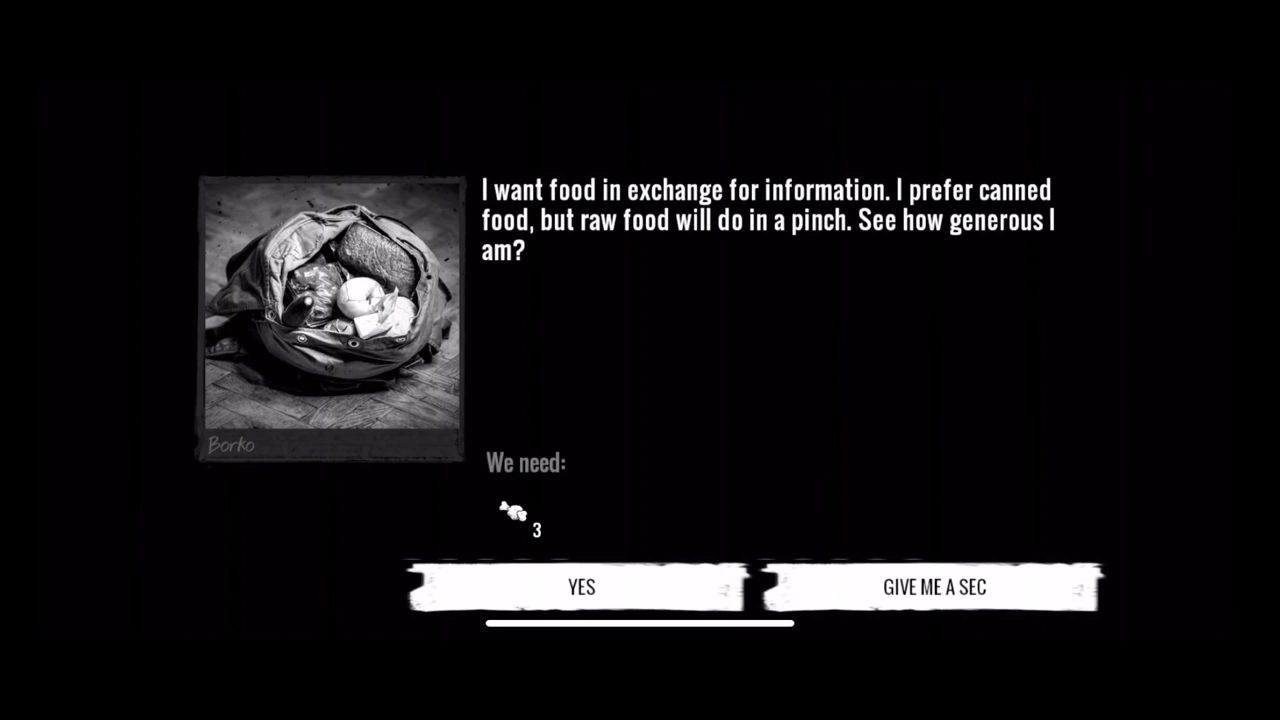 I want food in exchange for information. I prefer canned
food, but raw food will do in a pinch. See how generous I
am?
Borko
We need:
3
YES
GIVE ME A SEC